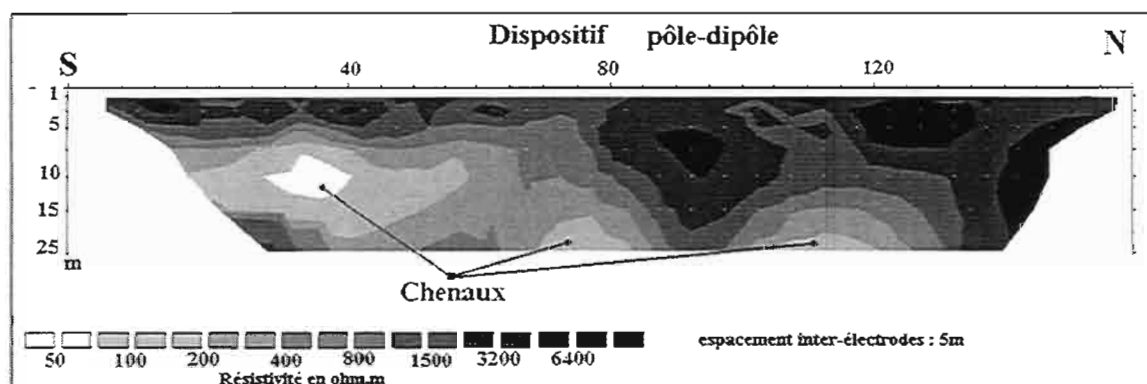 Dispositif pôle-dipôle
S N
40 80 120
1
5
10
15
25
m
Chenaux
50 100 200 400 800 1500 3200 6400
Résistivité en ohm.m
espacement inter-électrodes : 5m